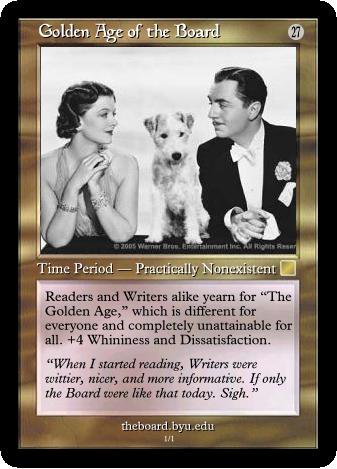 Golden Age of the Board
27
© 2005 Warner Bros. Entertainment Inc. All Rights Reser
Time Period — Practically Nonexistent
Readers and Writers alike yearn for “The
Golden Age,” which is different for
everyone and completely unattainable for
all. +4 Whininess and Dissatisfaction.
“When I started reading, Writers were
wittier, nicer, and more informative. If only
the Board were like that today. Sigh.”
theboard.byu.edu
1/1